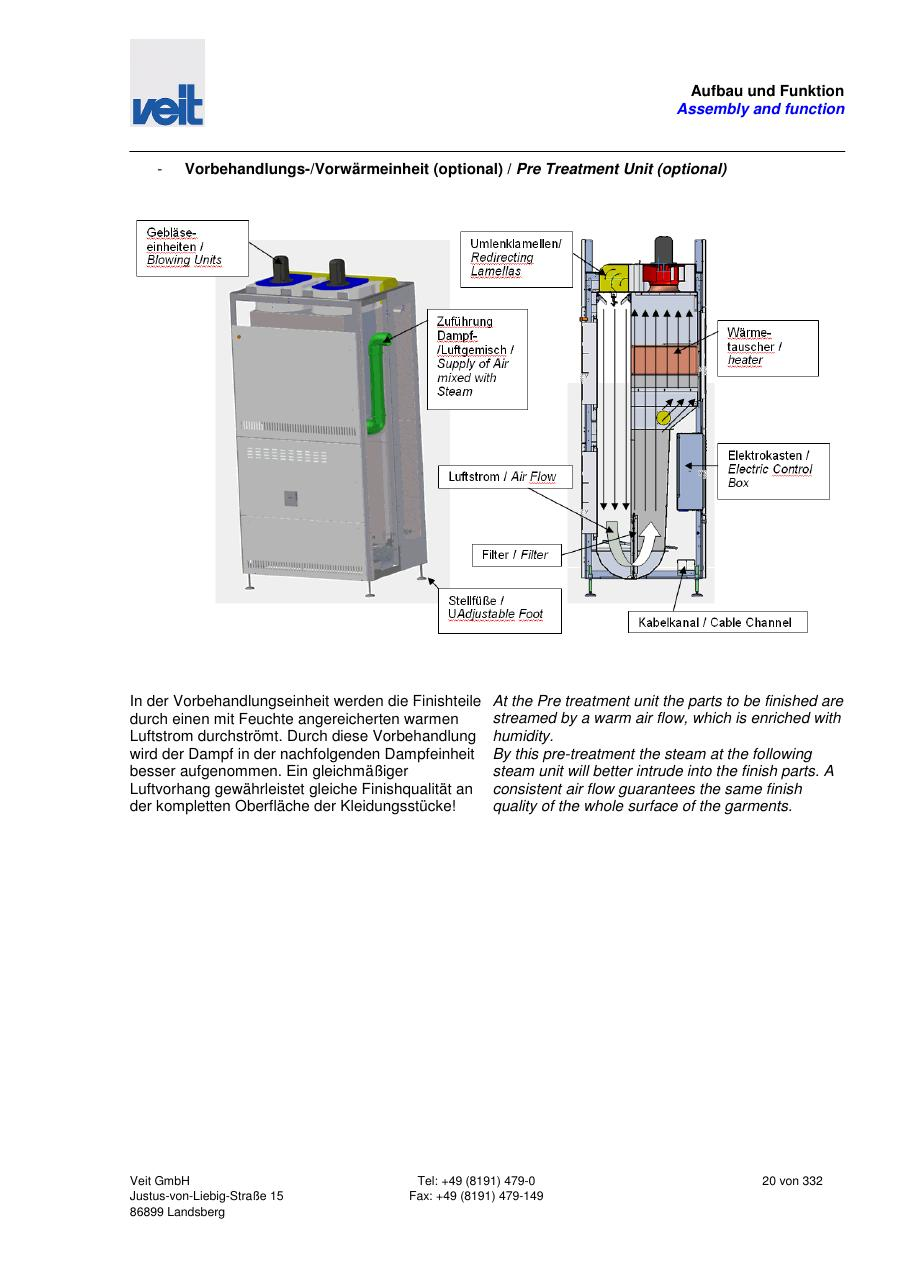 veit
Aufbau und Funktion
Assembly and function
- Vorbehandlungs-/Vorwärmeinheit (optional) / Pre Treatment Unit (optional)
Gebläse-
einheiten /
Blowing Units
Umlenklamellen/
Redirecting
Lamellas
Zuführung
Dampf-
/Luftgemisch /
Supply of Air
mixed with
Steam
Wärme-
tauscher /
heater
Elektrokasten /
Electric Control
Box
Luftstrom / Air Flow
Filter / Filter
Stellfüße /
UAdjustable Foot
Kabelkanal / Cable Channel
In der Vorbehandlungseinheit werden die Finishteile
durch einen mit Feuchte angereicherten warmen
Luftstrom durchströmt. Durch diese Vorbehandlung
wird der Dampf in der nachfolgenden Dampfeinheit
besser aufgenommen. Ein gleichmäßiger
Luftvorhang gewährleistet gleiche Finishqualität an
der kompletten Oberfläche der Kleidungsstücke!
At the Pre treatment unit the parts to be finished are
streamed by a warm air flow, which is enriched with
humidity.
By this pre-treatment the steam at the following
steam unit will better intrude into the finish parts. A
consistent air flow guarantees the same finish
quality of the whole surface of the garments.
Veit GmbH
Justus-von-Liebig-Straße 15
86899 Landsberg
Tel: +49 (8191) 479-0
Fax: +49 (8191) 479-149
20 von 332